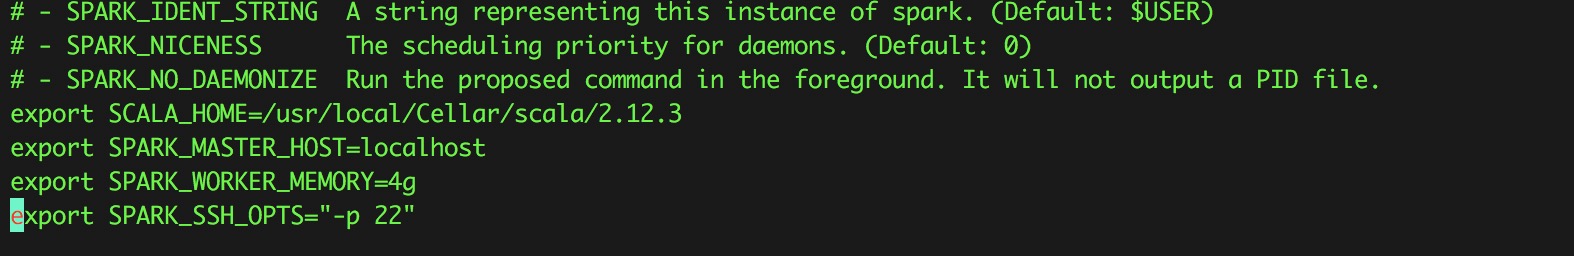 # - SPARK_IDENT_STRING  A string representing this instance of spark. (Default: $USER)
# - SPARK_NICENESS      The scheduling priority for daemons. (Default: 0)
# - SPARK_NO_DAEMONIZE  Run the proposed command in the foreground. It will not output a PID file.
export SCALA_HOME=/usr/local/Cellar/scala/2.12.3
export SPARK_MASTER_HOST=localhost
export SPARK_WORKER_MEMORY=4g
export SPARK_SSH_OPTS="-p 22"